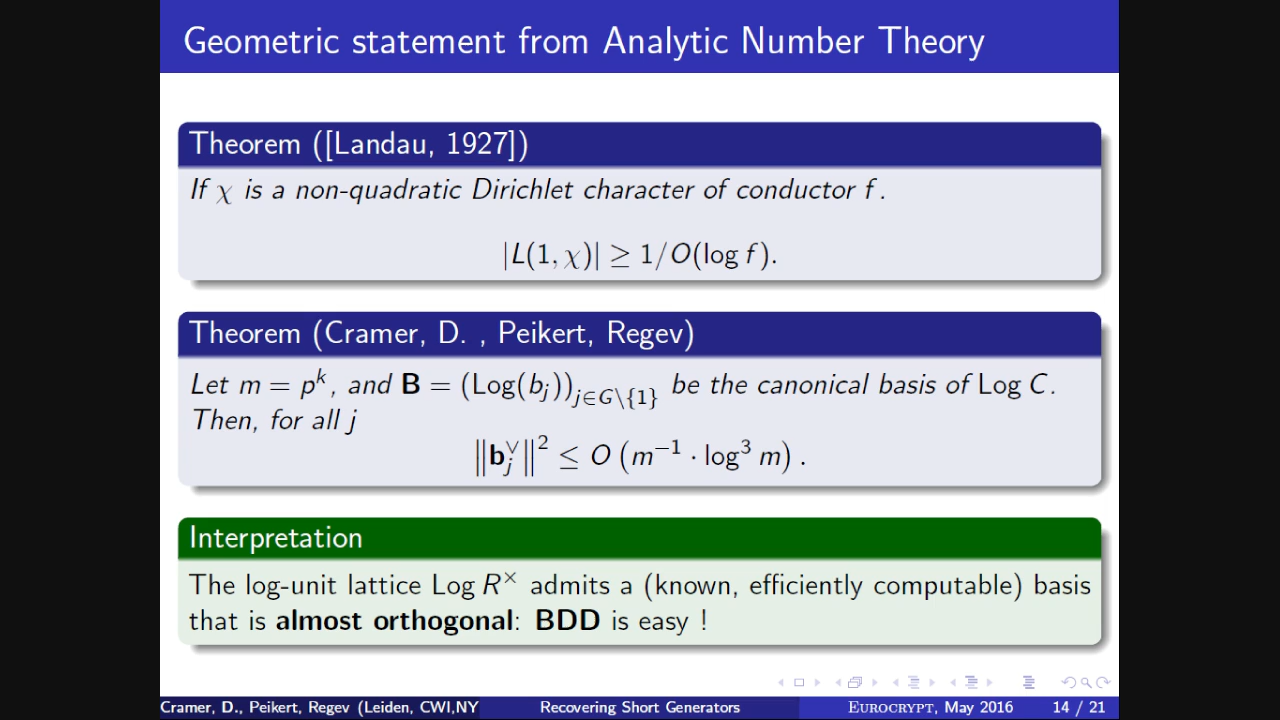 Geometric statement from Analytic Number Theory
Theorem ([Landau, 1927])
If χ is a non-quadratic Dirichlet character of conductor f.
|L(1, χ)| ≥ 1/O(log f).
Theorem (Cramer, D. , Peikert, Regev)
Let m = p^k, and B = (Log(b_j))_{j∈G\{1}} be the canonical basis of Log C.
Then, for all j
‖b_j^∨‖^2 ≤ O (m^{-1} · log^3 m) .
Interpretation
The log-unit lattice Log R^× admits a (known, efficiently computable) basis
that is almost orthogonal: BDD is easy !
Cramer, D., Peikert, Regev (Leiden, CWI,NY Recovering Short Generators Eurocrypt, May 2016 14 / 21